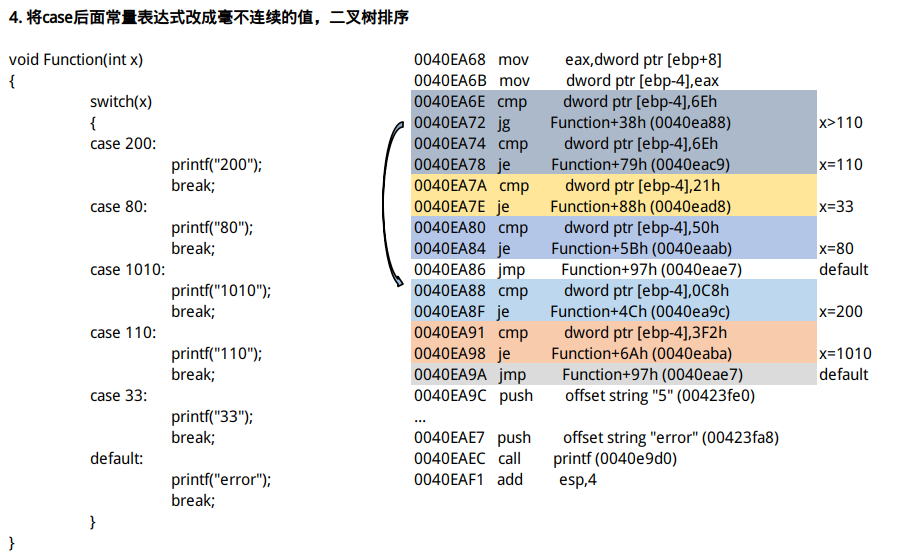 4. 将case后面常量表达式改成毫不连续的值，二叉树排序
void Function(int x)
{
switch(x)
{
case 200:
printf("200");
break;
case 80:
printf("80");
break;
case 1010:
printf("1010");
break;
case 110:
printf("110");
break;
case 33:
printf("33");
break;
default:
printf("error");
break;
}
}
0040EA68 mov eax,dword ptr [ebp+8]
0040EA6B mov dword ptr [ebp-4],eax
0040EA6E cmp dword ptr [ebp-4],6Eh
0040EA72 jg Function+38h (0040ea88) x>110
0040EA74 cmp dword ptr [ebp-4],6Eh
0040EA78 je Function+79h (0040eac9) x=110
0040EA7A cmp dword ptr [ebp-4],21h
0040EA7E je Function+88h (0040ead8) x=33
0040EA80 cmp dword ptr [ebp-4],50h
0040EA84 je Function+5Bh (0040eaab) x=80
0040EA86 jmp Function+97h (0040eae7) default
0040EA88 cmp dword ptr [ebp-4],0C8h
0040EA8F je Function+4Ch (0040ea9c) x=200
0040EA91 cmp dword ptr [ebp-4],3F2h
0040EA98 je Function+6Ah (0040eaba) x=1010
0040EA9A jmp Function+97h (0040eae7) default
0040EA9C push offset string "5" (00423fe0)
...
0040EAE7 push offset string "error" (00423fa8)
0040EAEC call printf (0040e9d0)
0040EAF1 add esp,4